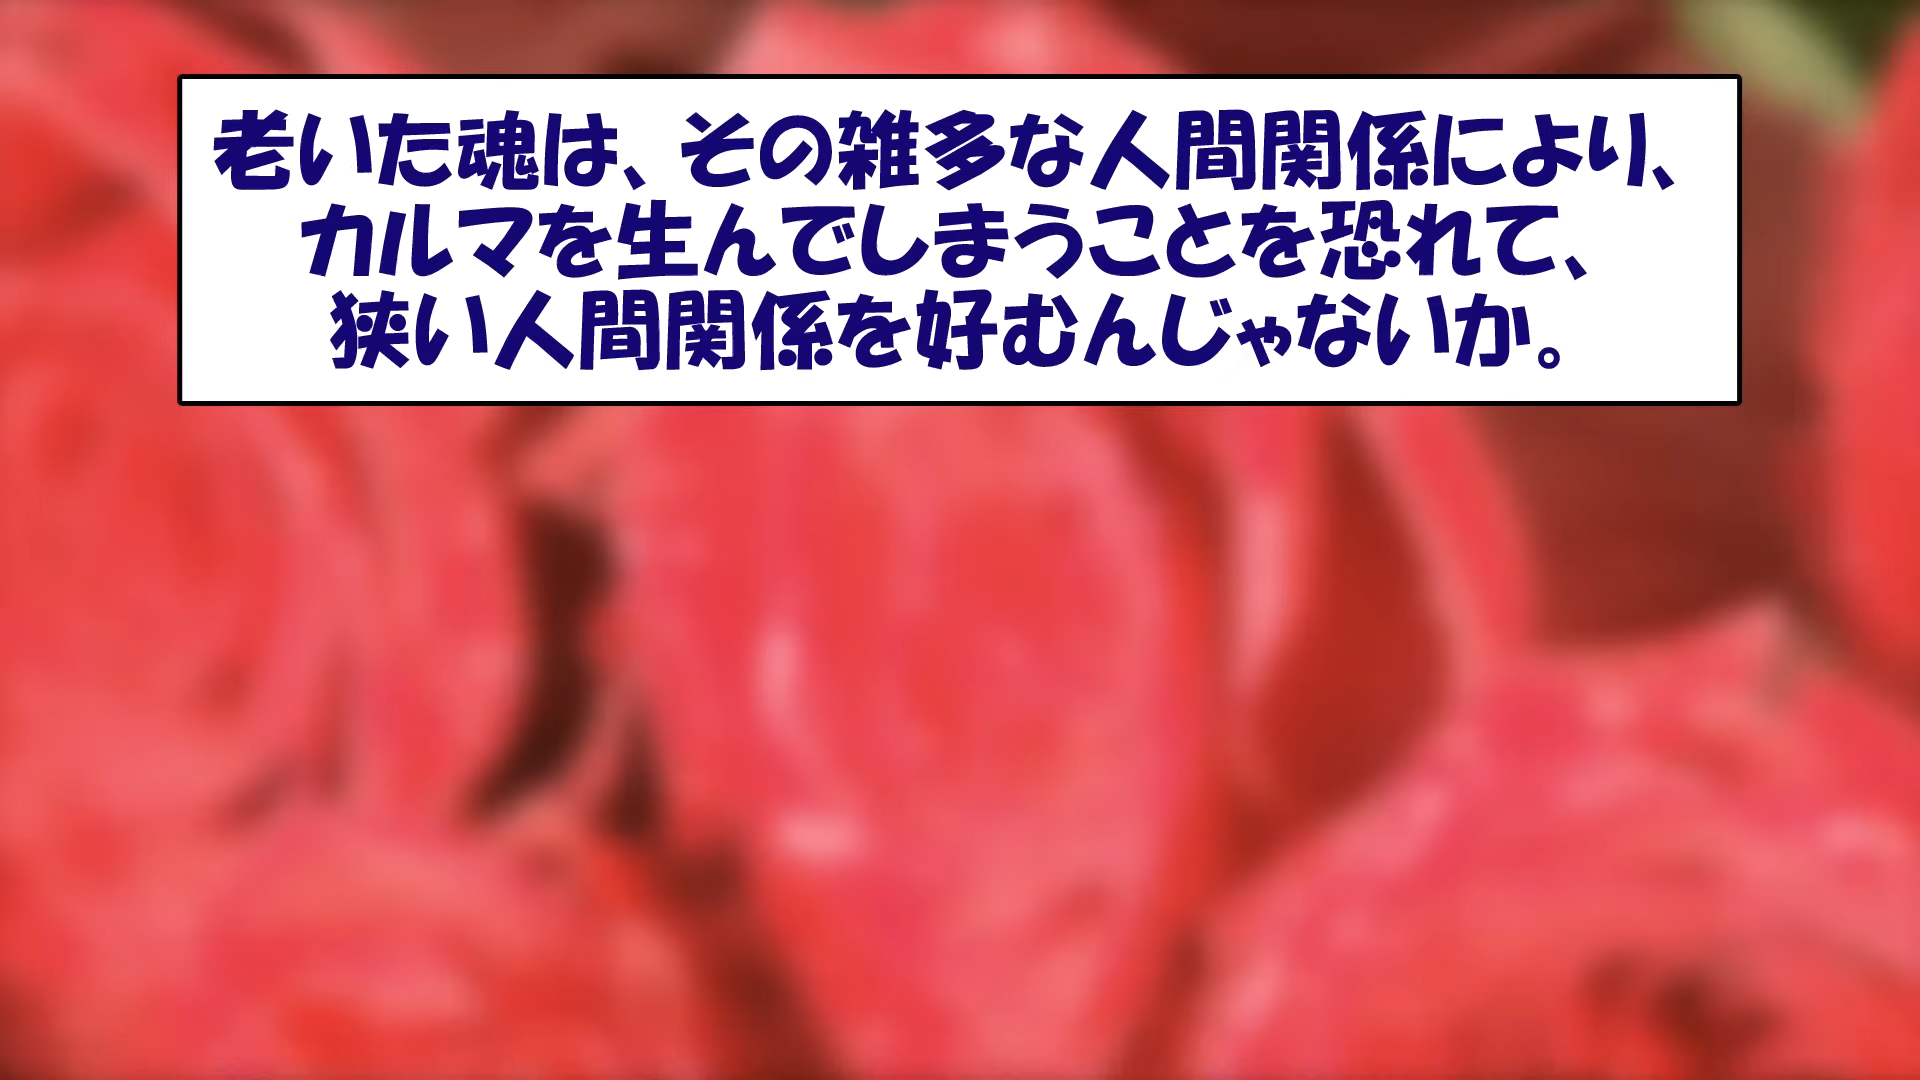 老いた魂は、その雑多な人間関係により、
カルマを生んでしまうことを恐れて、
狭い人間関係を好むんじゃないか。